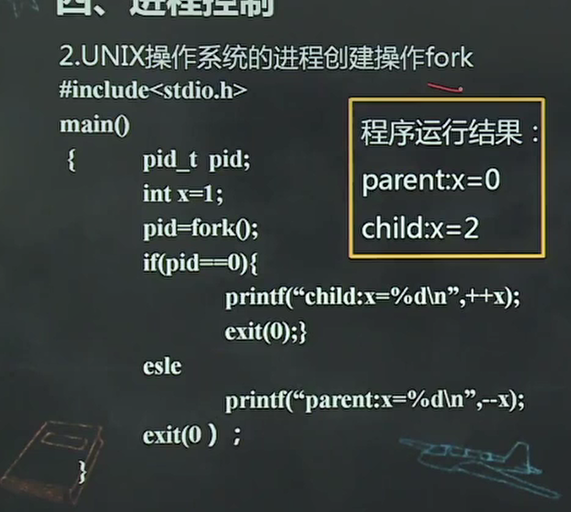 四、进程控制
2.UNIX操作系统的进程创建操作fork
#include<stdio.h>
main()
{ pid_t pid;
int x=1;
pid=fork();
if(pid==0){
printf(“child:x=%d\n”,++x);
exit(0);}
esle
printf(“parent:x=%d\n”,--x);
exit(0）；
}
程序运行结果：
parent:x=0
child:x=2